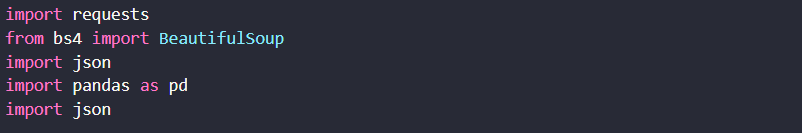 import requests
from bs4 import BeautifulSoup
import json
import pandas as pd
import json